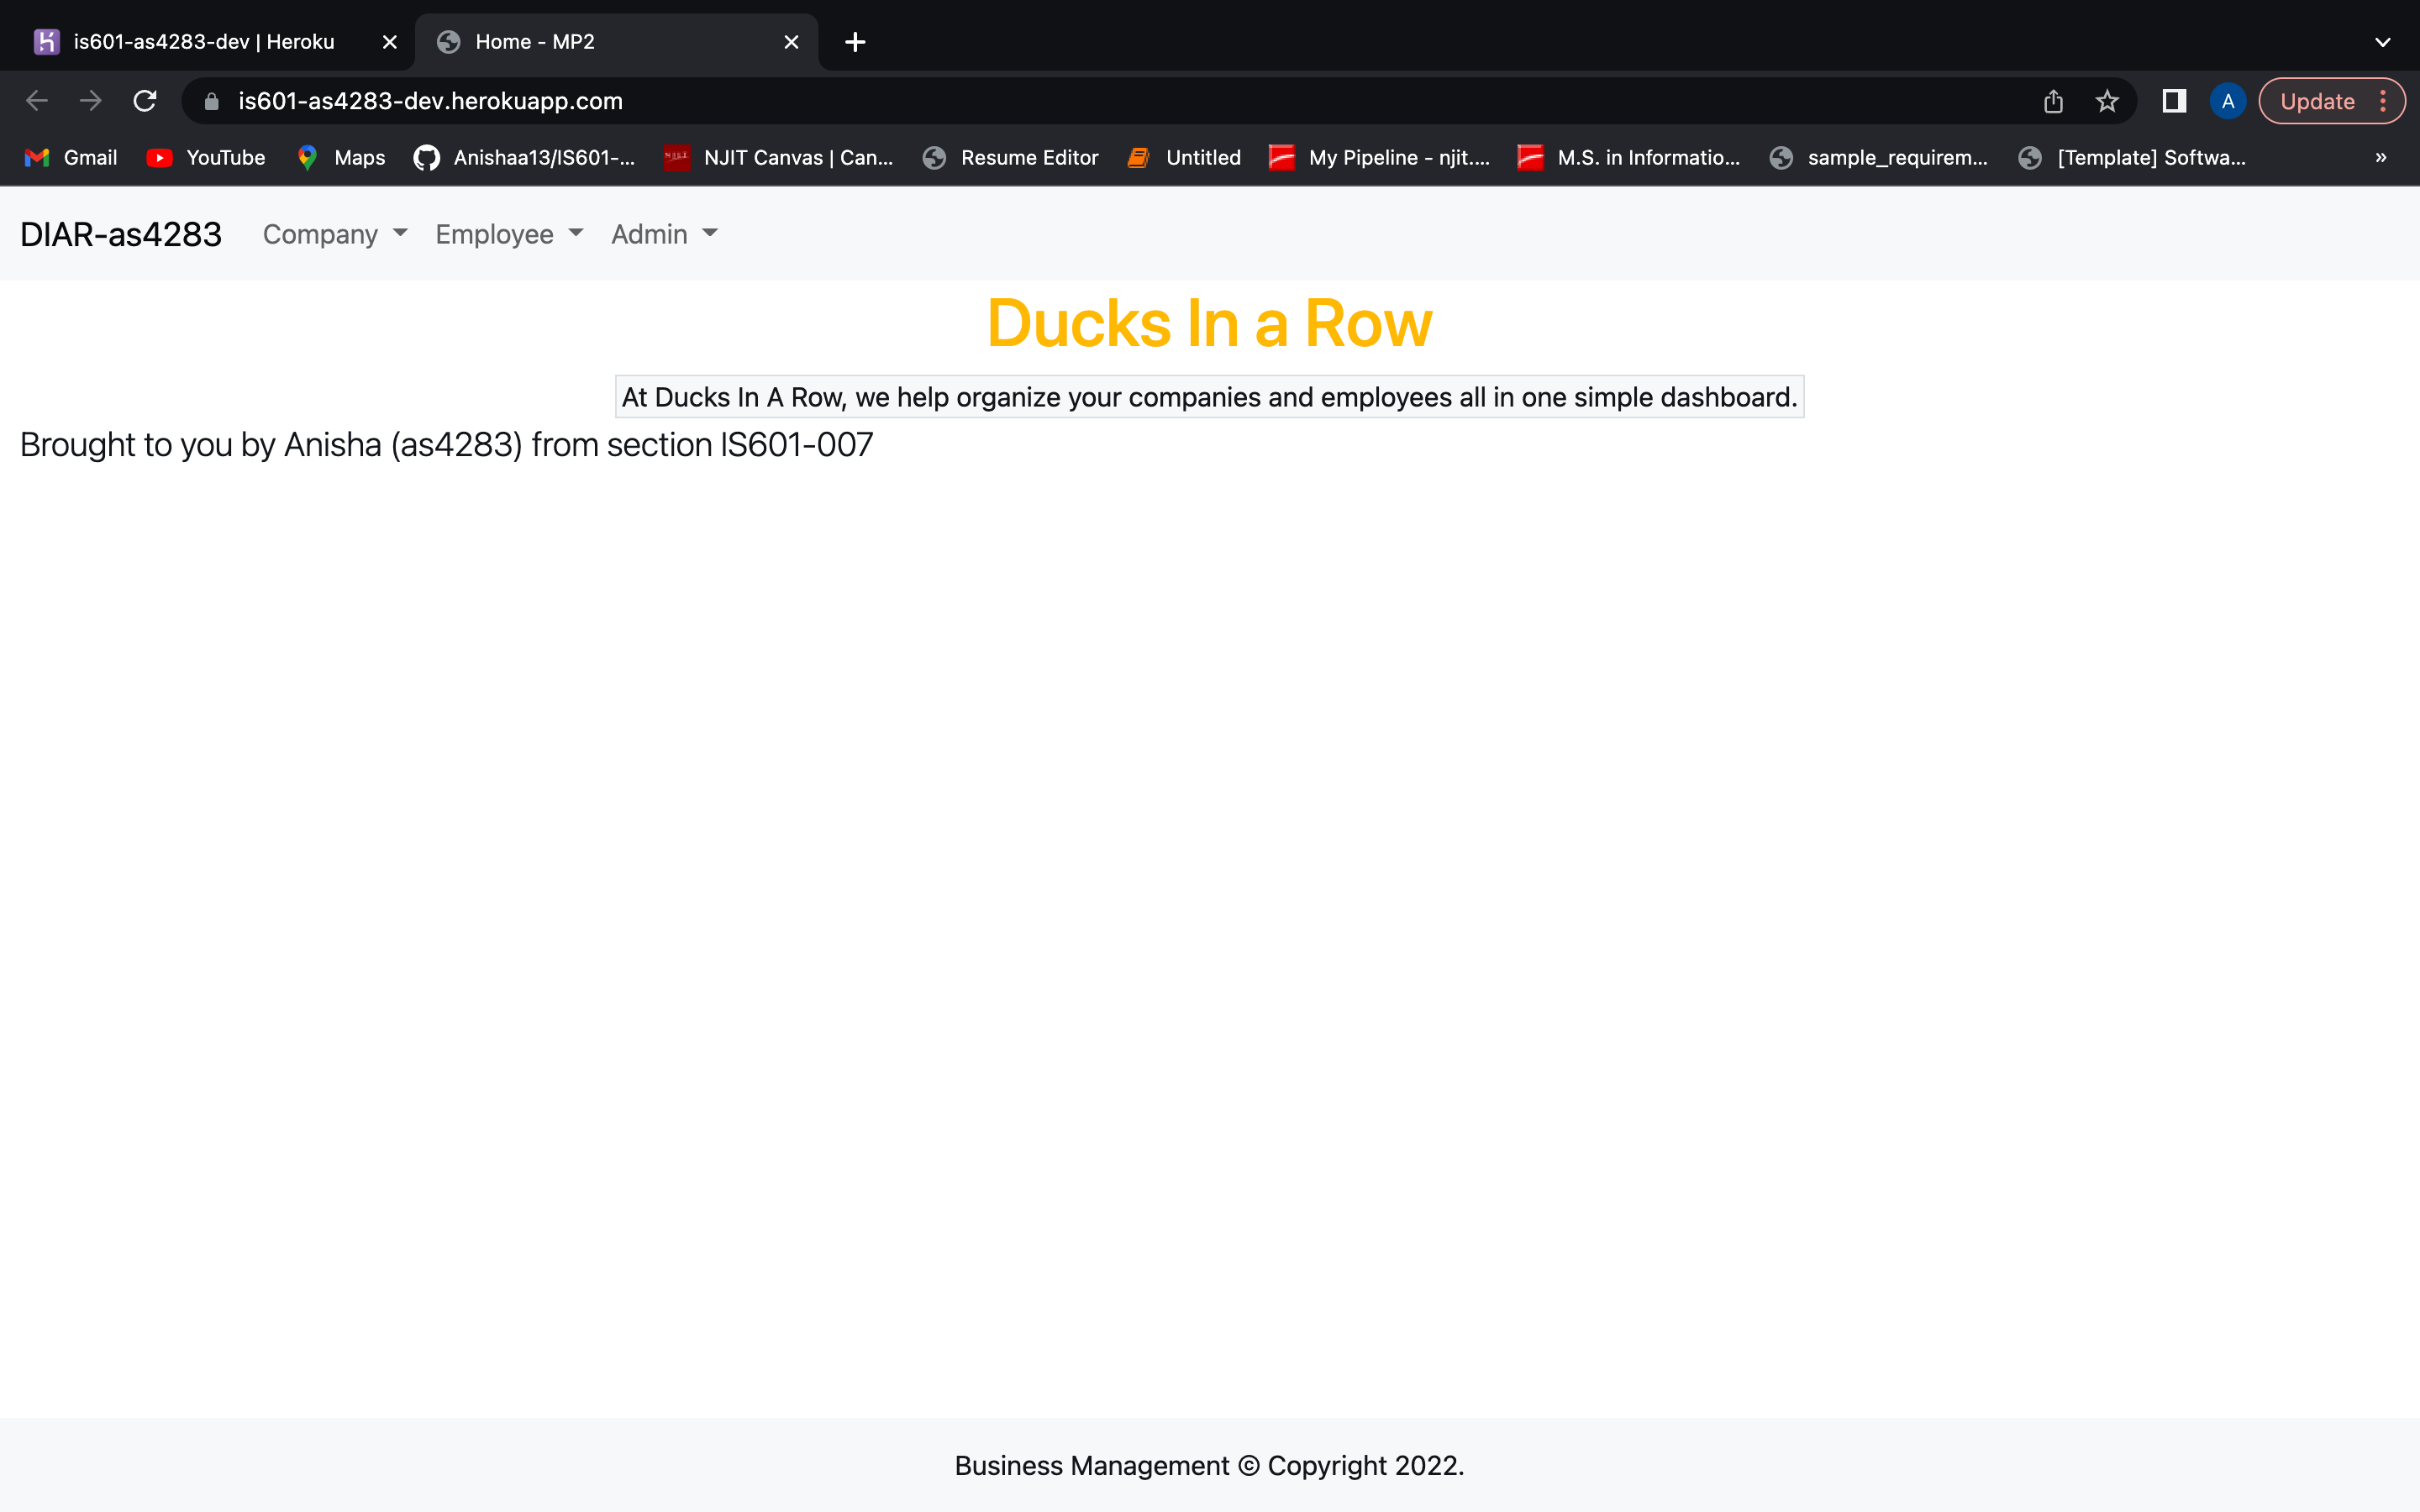 is601-as4283-dev | Heroku
Home - MP2
is601-as4283-dev.herokuapp.com
A
Update
Gmail
YouTube
Maps
Anishaa13/IS601-...
NJIT
NJIT Canvas | Can...
Resume Editor
Untitled
My Pipeline - njit....
M.S. in Informatio...
sample_requirem...
[Template] Softwa...
»
DIAR-as4283
Company
Employee
Admin
Ducks In a Row
At Ducks In A Row, we help organize your companies and employees all in one simple dashboard.
Brought to you by Anisha (as4283) from section IS601-007
Business Management © Copyright 2022.